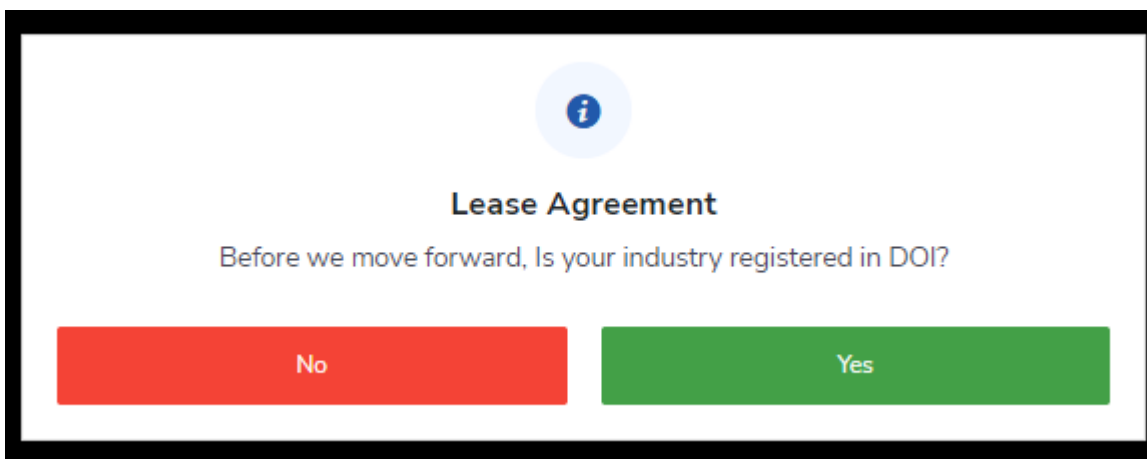 Lease Agreement
Before we move forward, Is your industry registered in DOI?
No
Yes